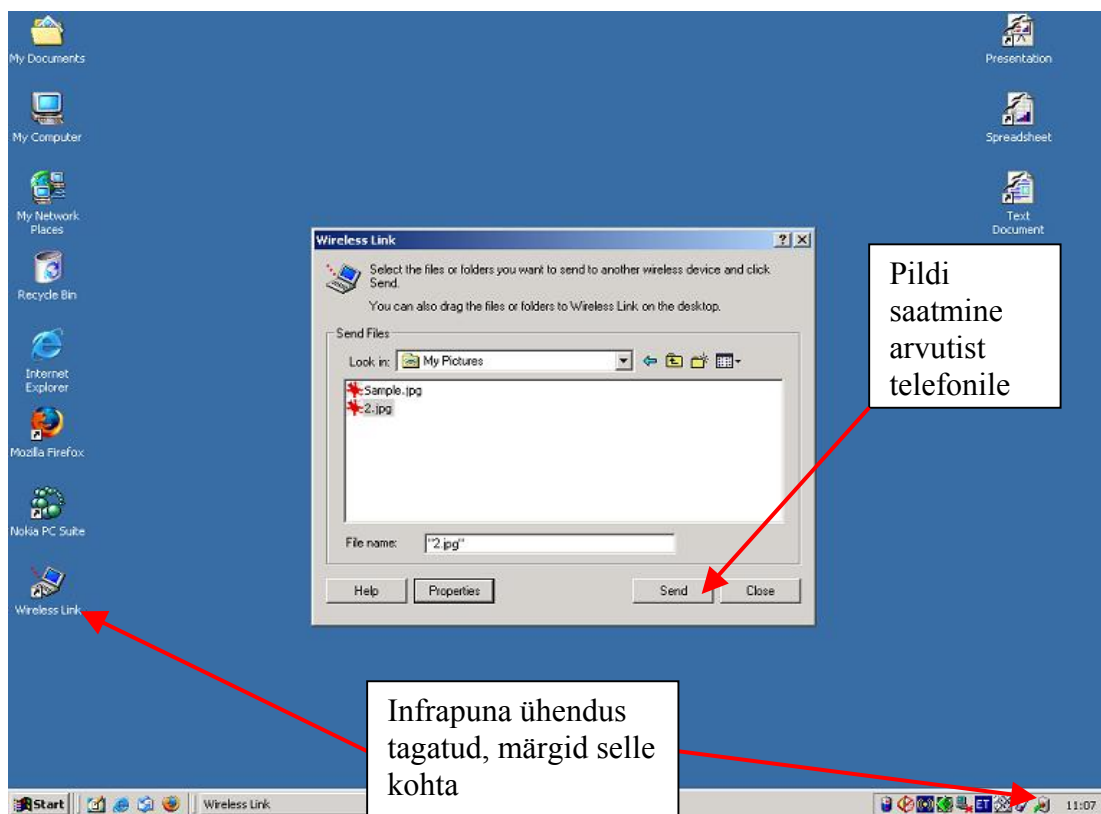 My Documents
My Computer
My Network
Places
Recycle Bin
Internet
Explorer
Mozilla Firefox
Nokia PC Suite
Wireless Link
Presentation
Spreadsheet
Text
Document
Wireless Link
Select the files or folders you want to send to another wireless device and click
Send.
You can also drag the files or folders to Wireless Link on the desktop.
Send Files
Look in: My Pictures
Sample.jpg
2.jpg
File name: "2.jpg"
Help Properties Send Close
Pildi
saatmine
arvutist
telefonile
Infrapuna ühendus
tagatud, märgid selle
kohta
Start Wireless Link ET 11:07